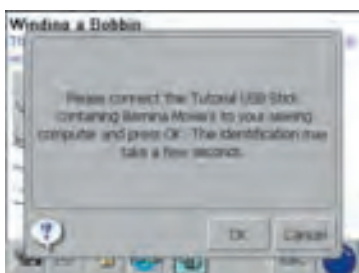 Winding a Bobbin
Please connect the Tutorial USB Stick
containing Bernina Movies to your sewing
computer and press OK. The identification may
take a few seconds.
OK
Cancel